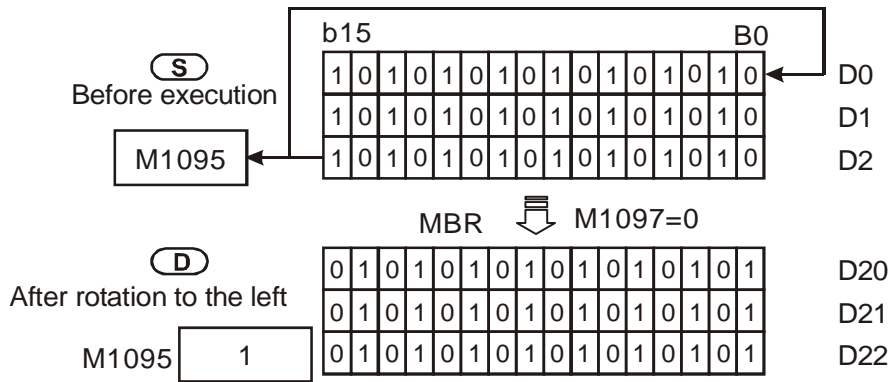 b15 B0
S
Before execution
1 0 1 0 1 0 1 0 1 0 1 0 1 0 1 0 D0
1 0 1 0 1 0 1 0 1 0 1 0 1 0 1 0 D1
M1095 1 0 1 0 1 0 1 0 1 0 1 0 1 0 1 0 D2
MBR M1097=0
D
After rotation to the left
0 1 0 1 0 1 0 1 0 1 0 1 0 1 0 1 D20
0 1 0 1 0 1 0 1 0 1 0 1 0 1 0 1 D21
M1095 1 0 1 0 1 0 1 0 1 0 1 0 1 0 1 0 1 D22